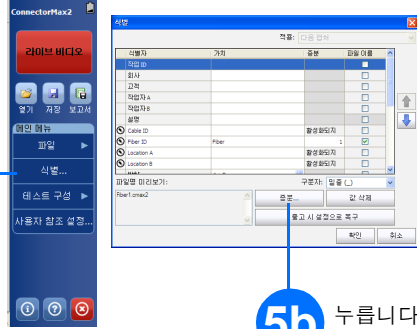 ConnectorMax2
라이브 비디오
열기 저장 보고서
메인 메뉴
파일
식별...
테스트 구성
사용자 참조 설정...
식별
적용: 다음 전체
식별자 가치 증분 파일 이름
작업 ID
회사
고객
작업자 A
작업자 B
설명
Cable ID 활성화되지
Fiber ID Fiber 1
Location A 활성화되지
Location B 활성화되지
파일명 미리보기: 구분자: 밑줄 (_)
Fiber1.cmax2
증분... 값 삭제
출고 시 설정으로 복구
확인 취소
5b 누릅니다